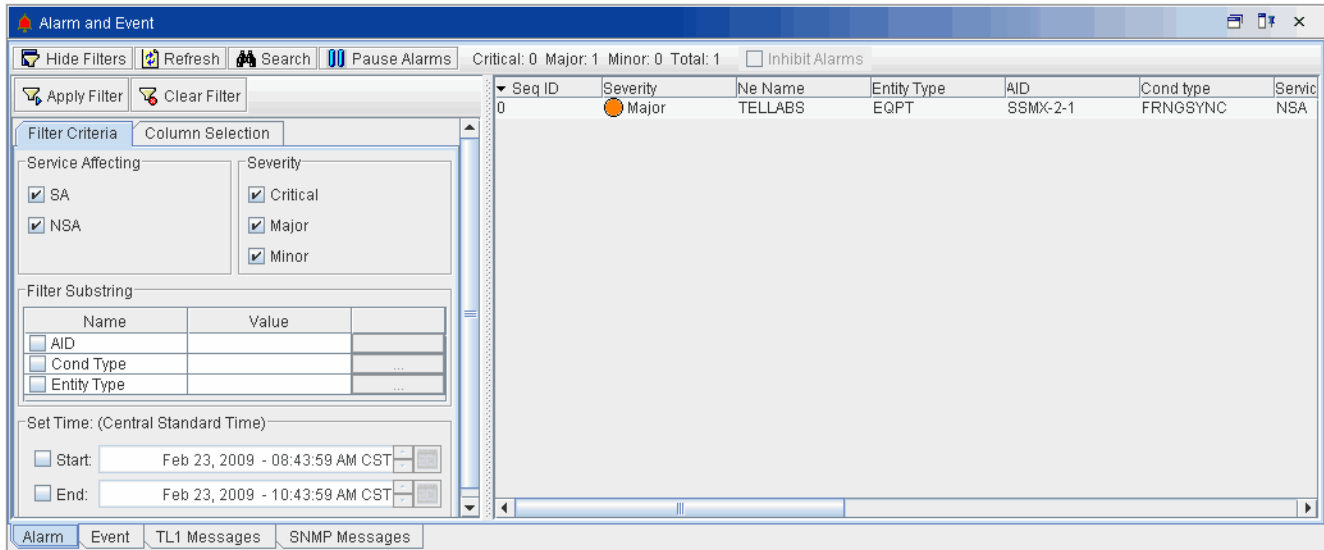 Alarm and Event
Hide Filters Refresh Search Pause Alarms Critical: 0 Major: 1 Minor: 0 Total: 1 Inhibit Alarms
Apply Filter Clear Filter
Filter Criteria Column Selection
Service Affecting
SA
NSA
Severity
Critical
Major
Minor
Filter Substring
Name Value
AID
Cond Type ...
Entity Type ...
Set Time: (Central Standard Time)
Start: Feb 23, 2009 - 08:43:59 AM CST
End: Feb 23, 2009 - 10:43:59 AM CST
Seq ID Severity Ne Name Entity Type AID Cond type Servic
0 Major TELLABS EQPT SSMX-2-1 FRNGSYNC NSA
Alarm Event TL1 Messages SNMP Messages